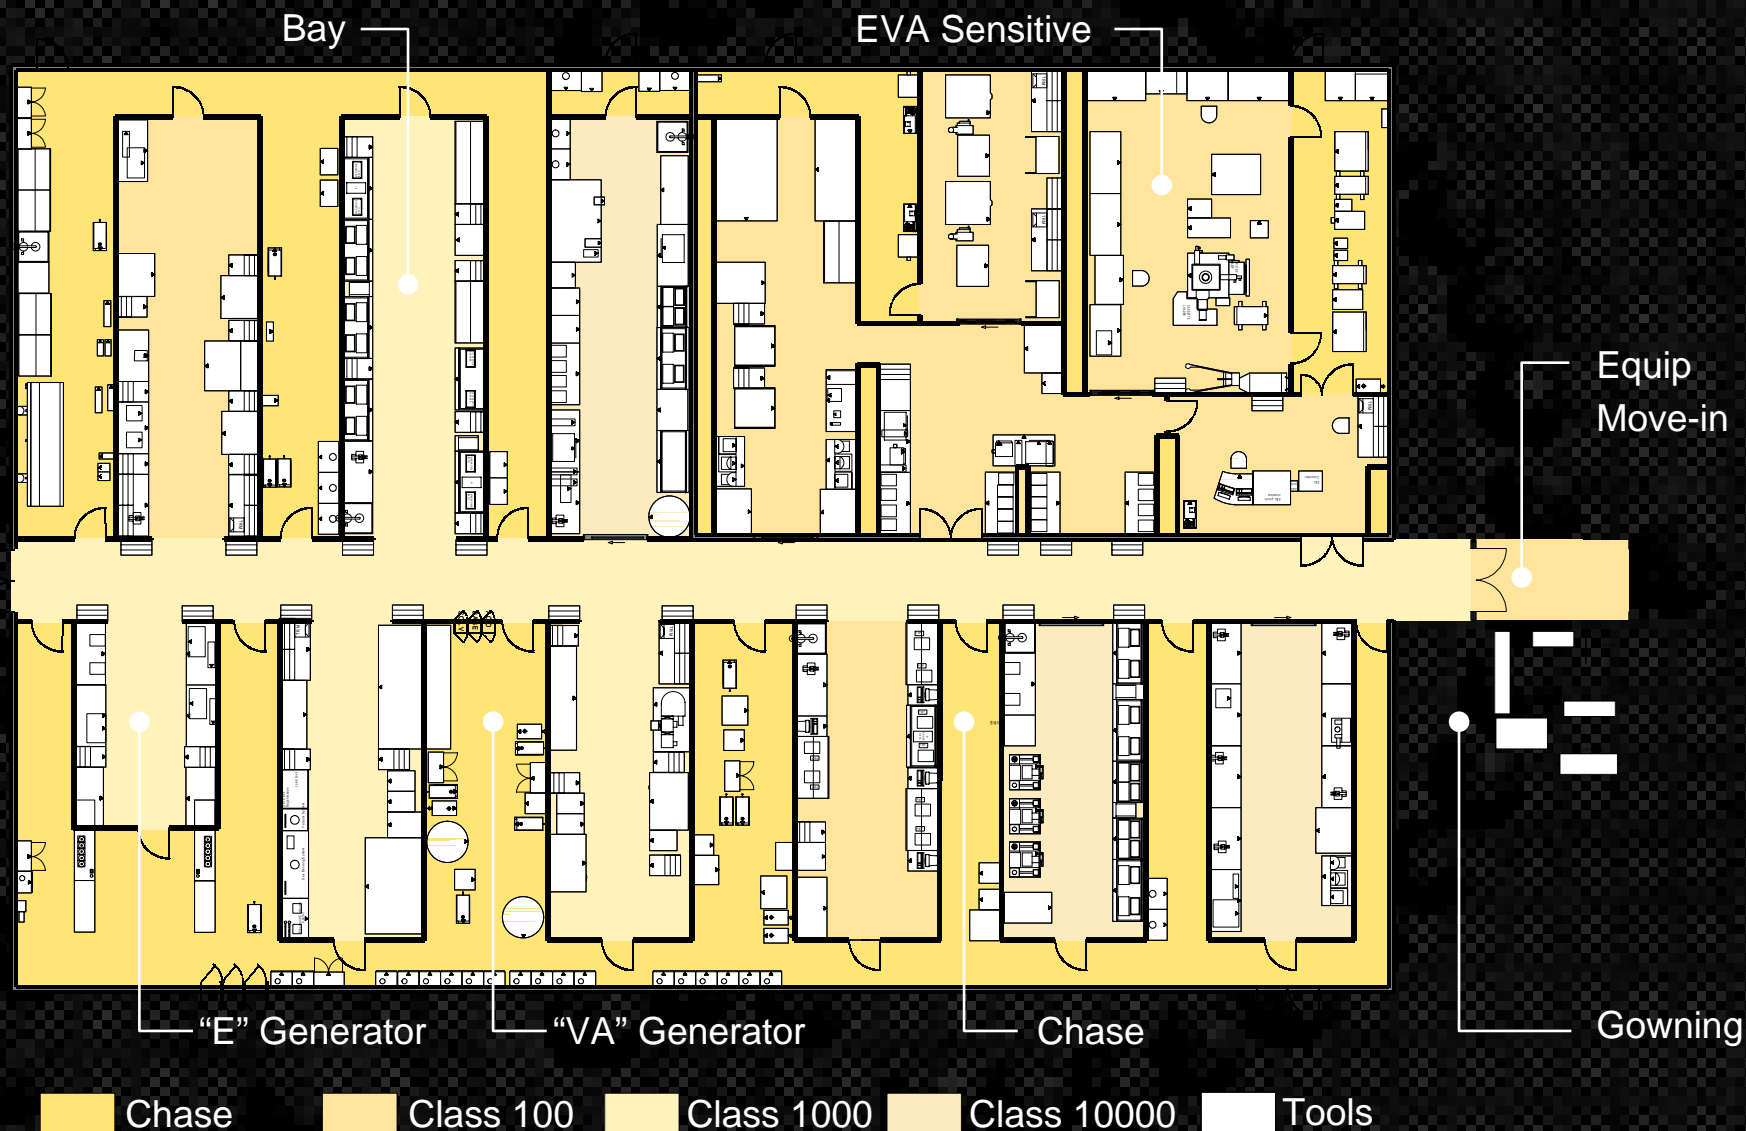 Bay
EVA Sensitive
Equip
Move-in
“E” Generator
“VA” Generator
Chase
Gowning
Chase
Class 100
Class 1000
Class 10000
Tools